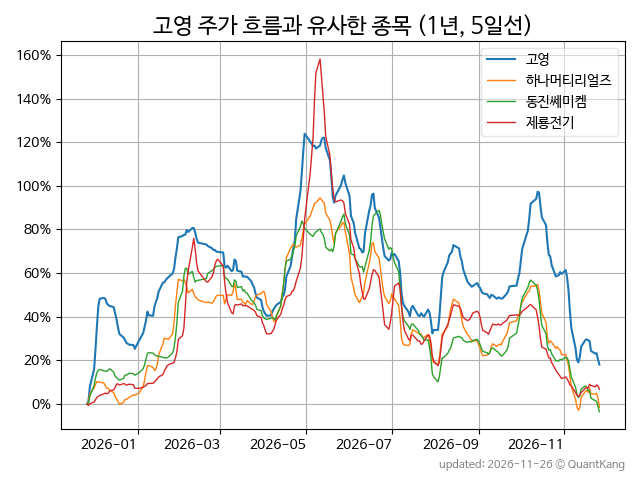 고영 주가 흐름과 유사한 종목 (1년, 5일선)
160%
140%
120%
100%
80%
60%
40%
20%
0%
고영
하나머티리얼즈
동진쎄미켐
제룡전기
2026-01 2026-03 2026-05 2026-07 2026-09 2026-11
updated: 2026-11-26 © QuantKang